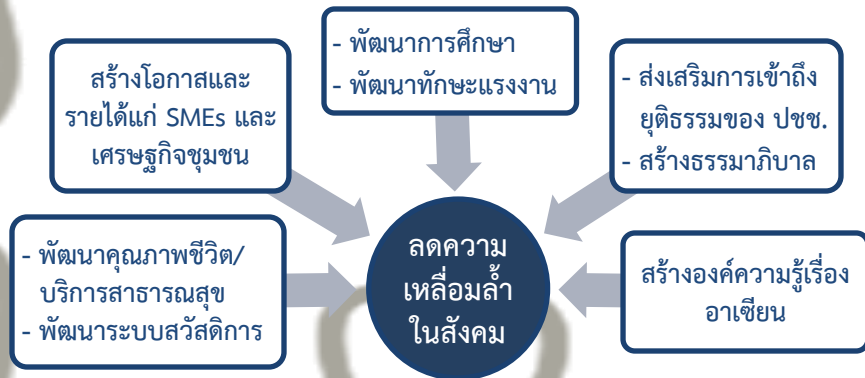 - พัฒนาการศึกษา
- พัฒนาทักษะแรงงาน
สร้างโอกาสและ
รายได้แก่ SMEs และ
เศรษฐกิจชุมชน
- ส่งเสริมการเข้าถึง
ยุติธรรมของ ปชช.
- สร้างธรรมาภิบาล
- พัฒนาคุณภาพชีวิต/
บริการสาธารณสุข
- พัฒนาระบบสวัสดิการ
ลดความ
เหลื่อมล้ำ
ในสังคม
สร้างองค์ความรู้เรื่อง
อาเซียน